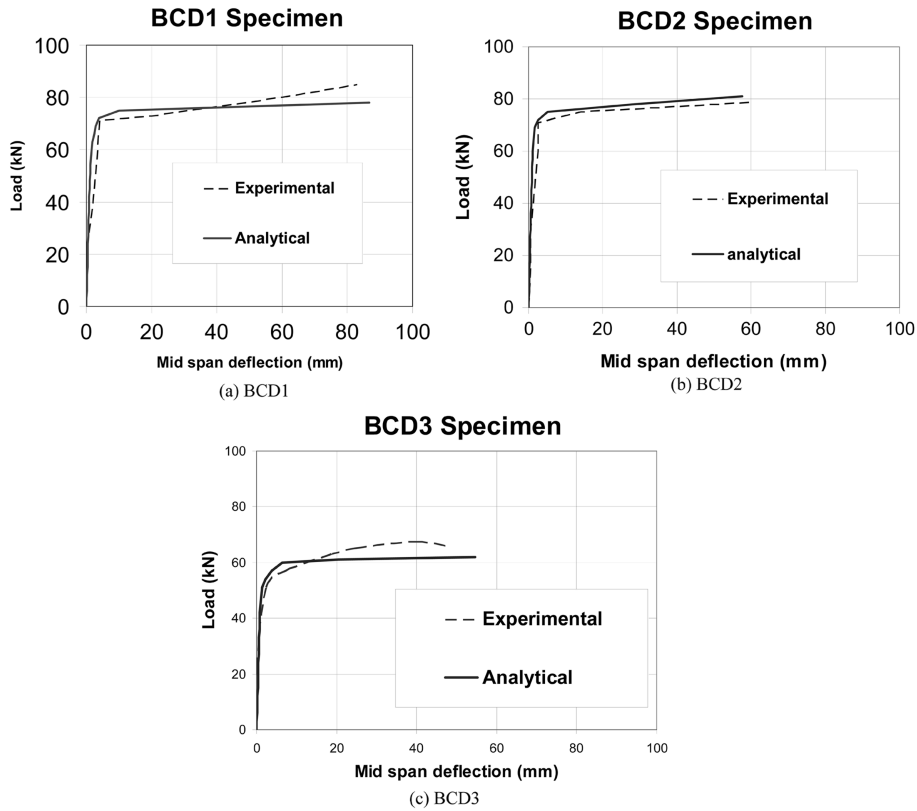 BCD1 Specimen
100
80
60
40
20
0
Load (kN)
Experimental
Analytical
0 20 40 60 80 100
Mid span deflection (mm)
(a) BCD1
BCD2 Specimen
100
80
60
40
20
0
Load (kN)
Experimental
analytical
0 20 40 60 80 100
Mid span deflection (mm)
(b) BCD2
BCD3 Specimen
100
80
60
40
20
0
Load (kN)
Experimental
Analytical
0 20 40 60 80 100
Mid span deflection (mm)
(c) BCD3